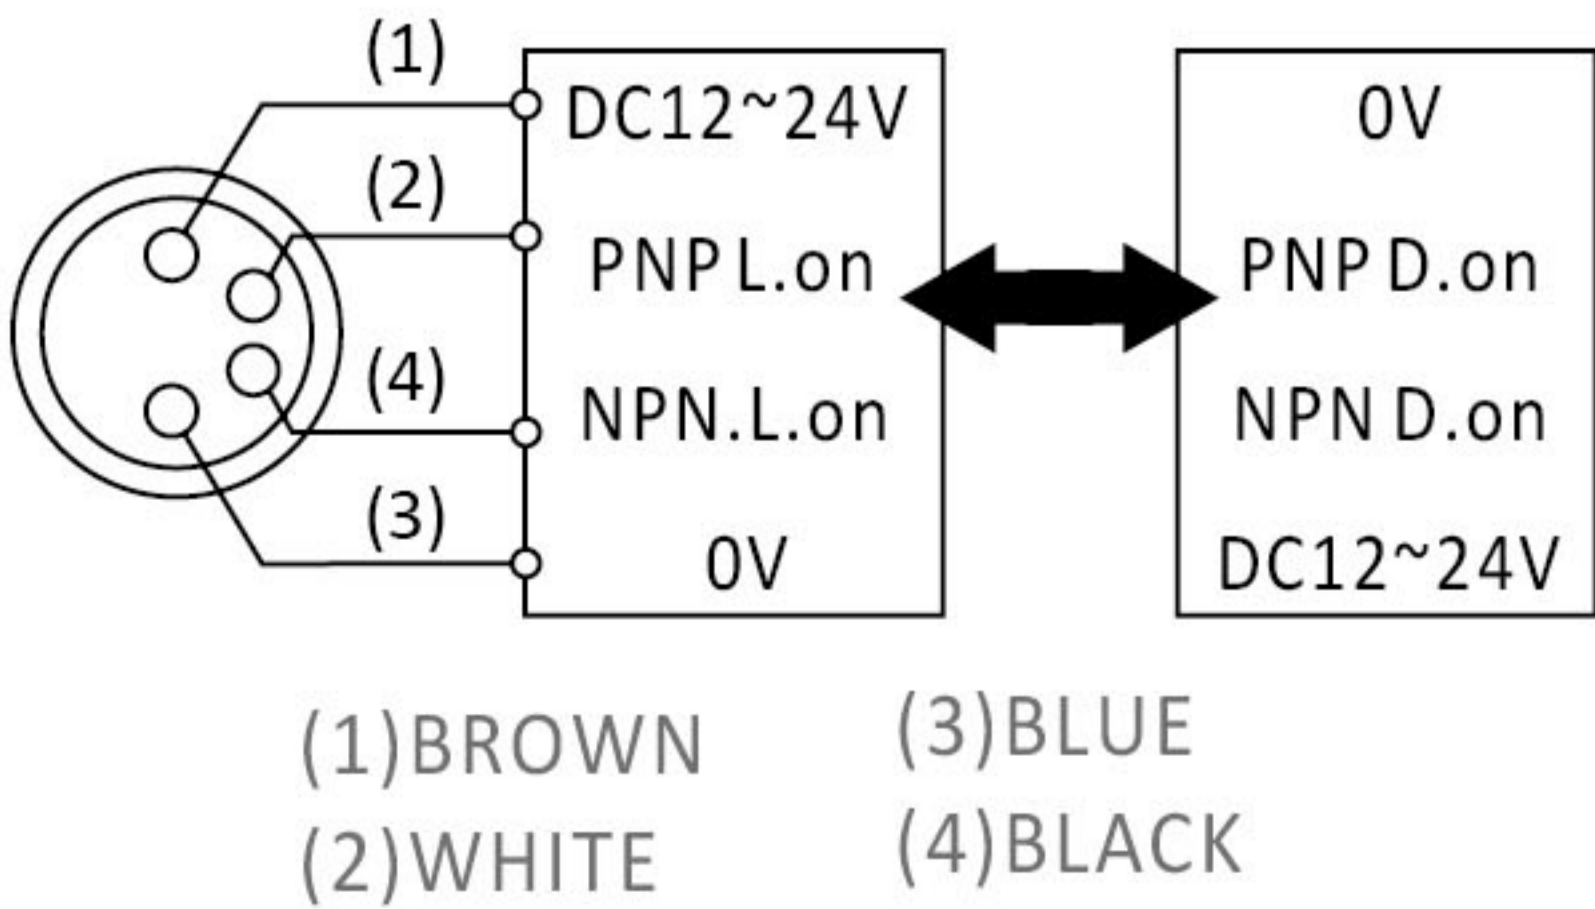 (1)
DC12~24V
0V
(2)
PNP L.on
PNP D.on
(4)
NPN.L.on
NPN D.on
(3)
0V
DC12~24V
(1)BROWN
(3)BLUE
(2)WHITE
(4)BLACK